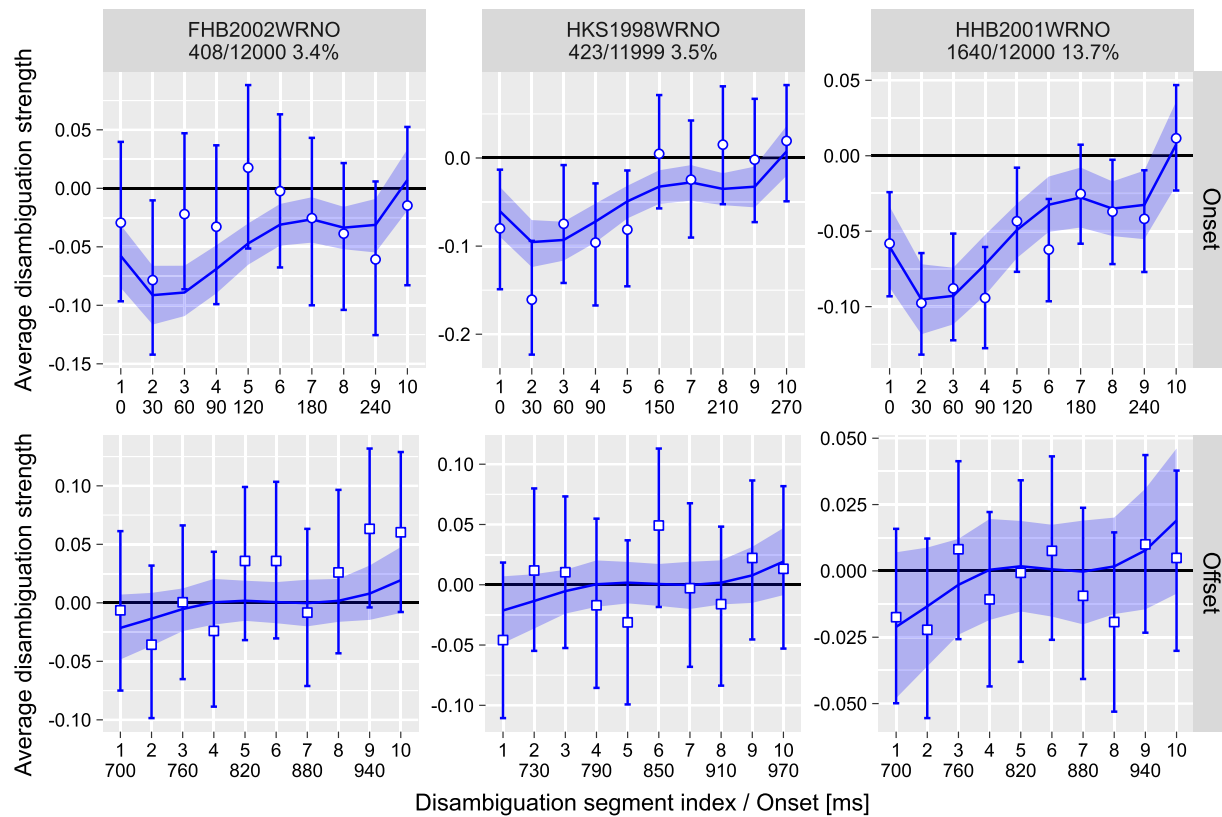 FHB2002WRNO
408/12000 3.4%
HKS1998WRNO
423/11999 3.5%
HHB2001WRNO
1640/12000 13.7%
Average disambiguation strength
0.05
0.00
-0.05
-0.10
-0.15
0.0
-0.1
-0.2
0.05
0.00
-0.05
-0.10
Onset
1 2 3 4 5 6 7 8 9 10
0 30 60 90 120 180 240
1 2 3 4 5 6 7 8 9 10
0 30 60 90 150 210 270
1 2 3 4 5 6 7 8 9 10
0 30 60 90 120 180 240
Average disambiguation strength
0.10
0.05
0.00
-0.05
-0.10
0.10
0.05
0.00
-0.05
-0.10
0.050
0.025
0.000
-0.025
-0.050
Offset
1 2 3 4 5 6 7 8 9 10
700 760 820 880 940
1 2 3 4 5 6 7 8 9 10
730 790 850 910 970
1 2 3 4 5 6 7 8 9 10
700 760 820 880 940
Disambiguation segment index / Onset [ms]